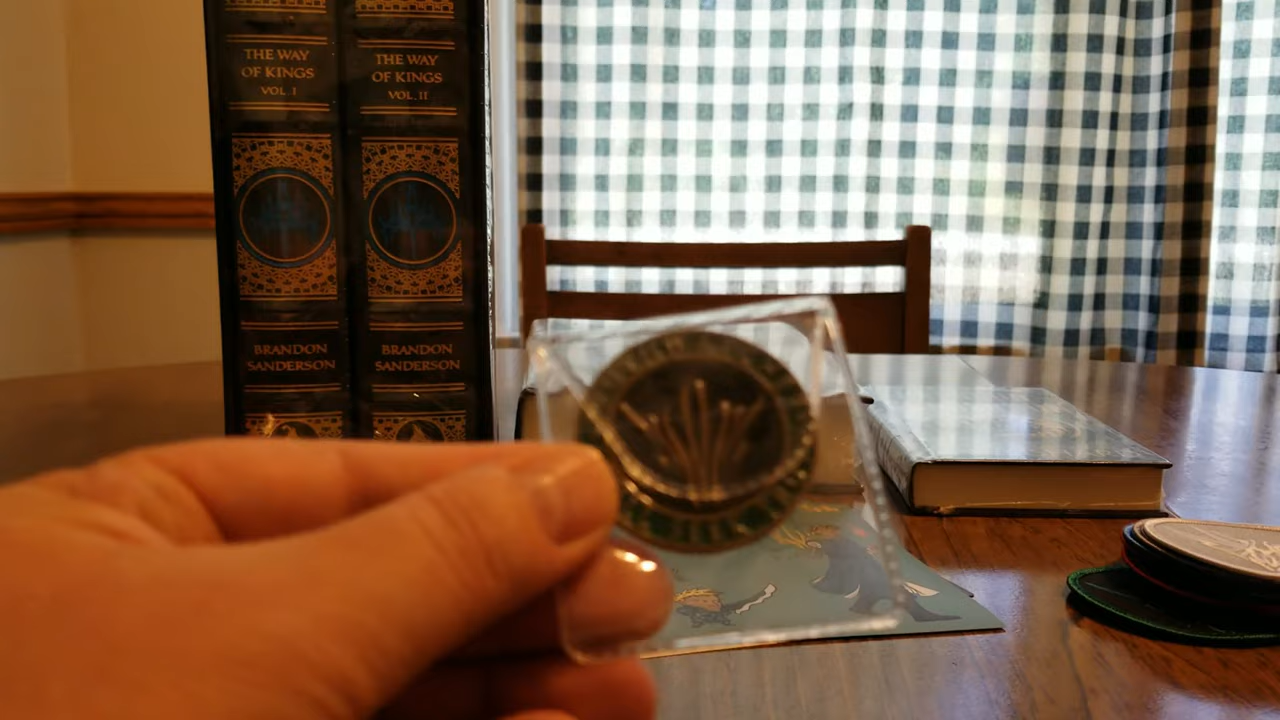 THE WAY
OF KINGS
VOL. I
THE WAY
OF KINGS
VOL. II
BRANDON
SANDERSON
BRANDON
SANDERSON